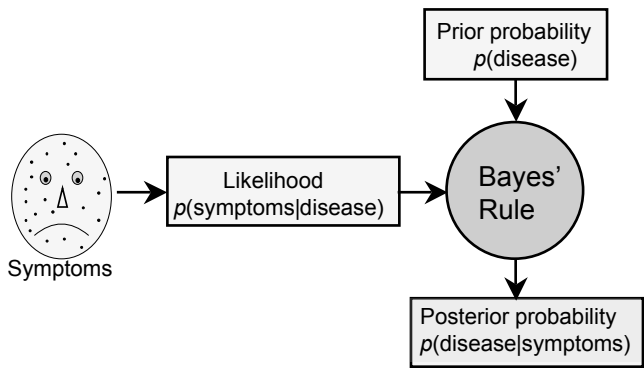 Prior probability
p(disease)
Likelihood
p(symptoms|disease)
Bayes’
Rule
Symptoms
Posterior probability
p(disease|symptoms)